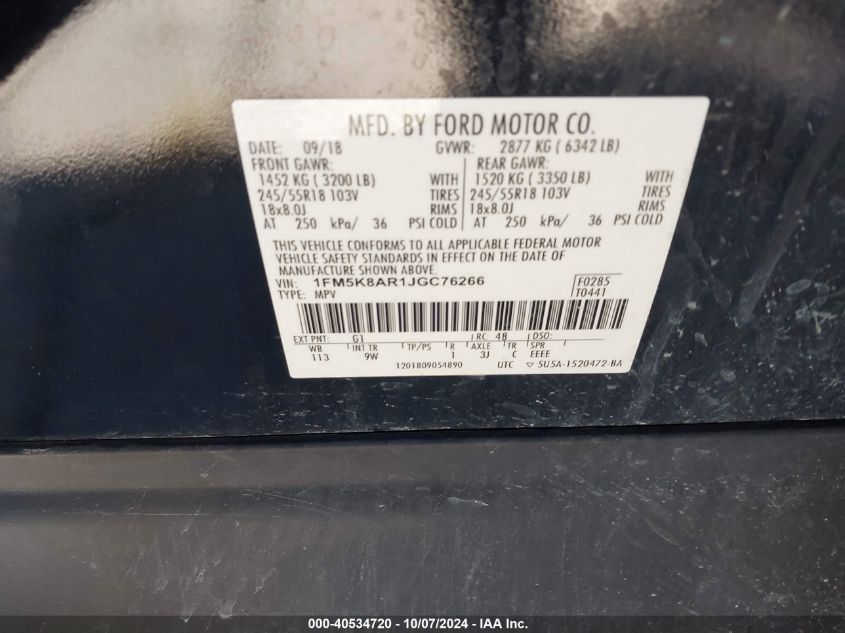 MFD. BY FORD MOTOR CO.
DATE: 09/18 GVWR: 2877 KG ( 6342 LB)
FRONT GAWR: REAR GAWR:
1452 KG ( 3200 LB) WITH 1520 KG ( 3350 LB) WITH
245/55R18 103V TIRES 245/55R18 103V TIRES
18x8.0J RIMS 18x8.0J RIMS
AT 250 kPa/ 36 PSI COLD AT 250 kPa/ 36 PSI COLD
THIS VEHICLE CONFORMS TO ALL APPLICABLE FEDERAL MOTOR
VEHICLE SAFETY STANDARDS IN EFFECT ON THE DATE OF
MANUFACTURE SHOWN ABOVE.
VIN: 1FM5K8AR1JGC76266 F0285
TYPE: MPV T0441
EXT PNT: G1 RC: 48 DSO:
WB INT TR TP/PS R AXLE TR SPR
113 9W 1 3J C EEEE
1201809054890 UTC ▽ 5U5A-1520472-BA
000-40534720 - 10/07/2024 - IAA Inc.